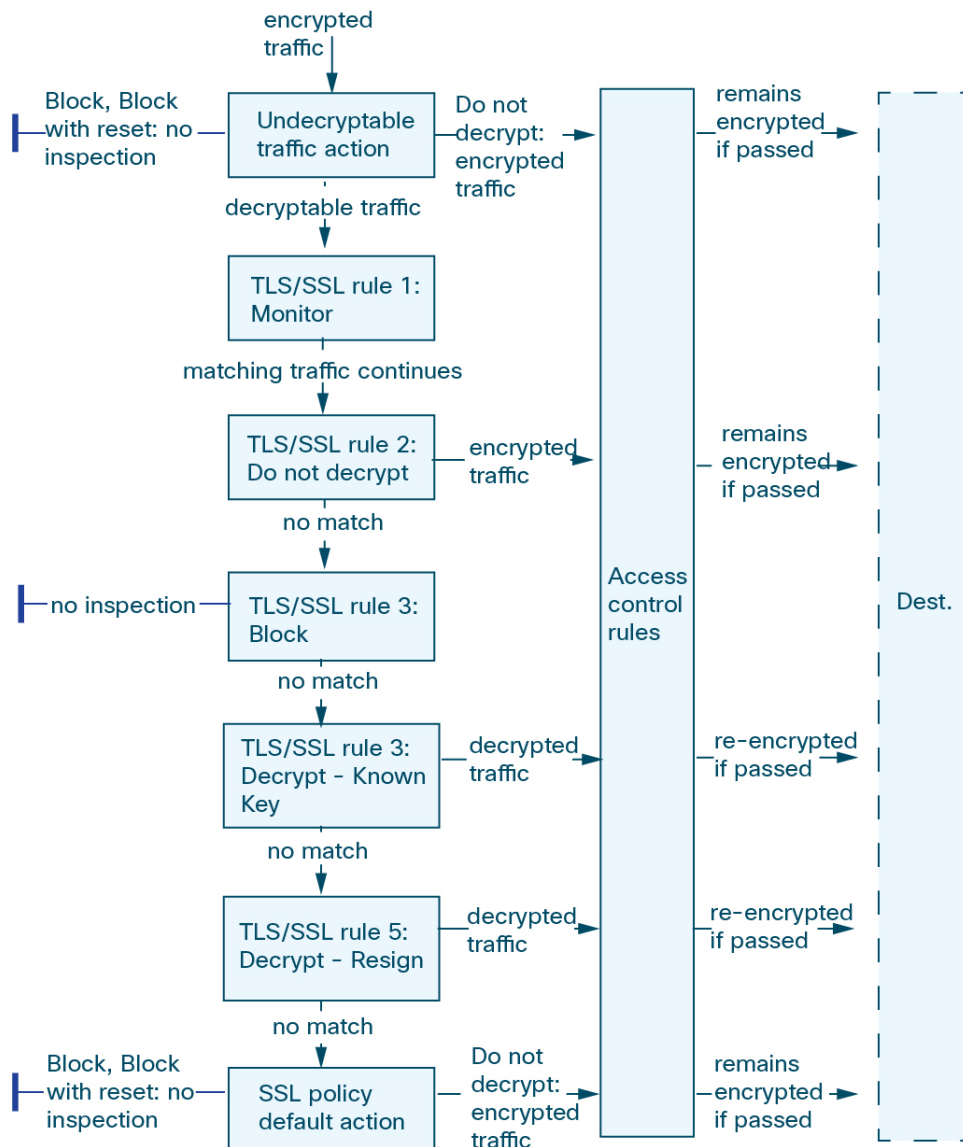 encrypted
traffic
Block, Block
with reset: no
inspection
Undecryptable
traffic action
Do not
decrypt:
encrypted
traffic
remains
encrypted
if passed
decryptable traffic
TLS/SSL rule 1:
Monitor
matching traffic continues
TLS/SSL rule 2:
Do not decrypt
encrypted
traffic
remains
encrypted
if passed
no match
no inspection
TLS/SSL rule 3:
Block
Access
control
rules
Dest.
no match
TLS/SSL rule 3:
Decrypt - Known
Key
decrypted
traffic
re-encrypted
if passed
no match
TLS/SSL rule 5:
Decrypt - Resign
decrypted
traffic
re-encrypted
if passed
no match
Block, Block
with reset: no
inspection
SSL policy
default action
Do not
decrypt:
encrypted
traffic
remains
encrypted
if passed